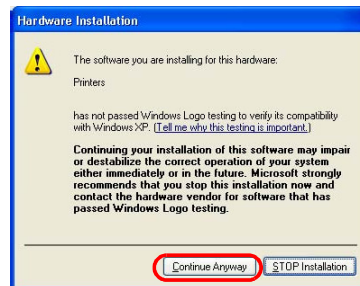 Hardware Installation
The software you are installing for this hardware:
Printers
has not passed Windows Logo testing to verify its compatibility
with Windows XP. (Tell me why this testing is important.)
Continuing your installation of this software may impair
or destabilize the correct operation of your system
either immediately or in the future. Microsoft strongly
recommends that you stop this installation now and
contact the hardware vendor for software that has
passed Windows Logo testing.
Continue Anyway
STOP Installation